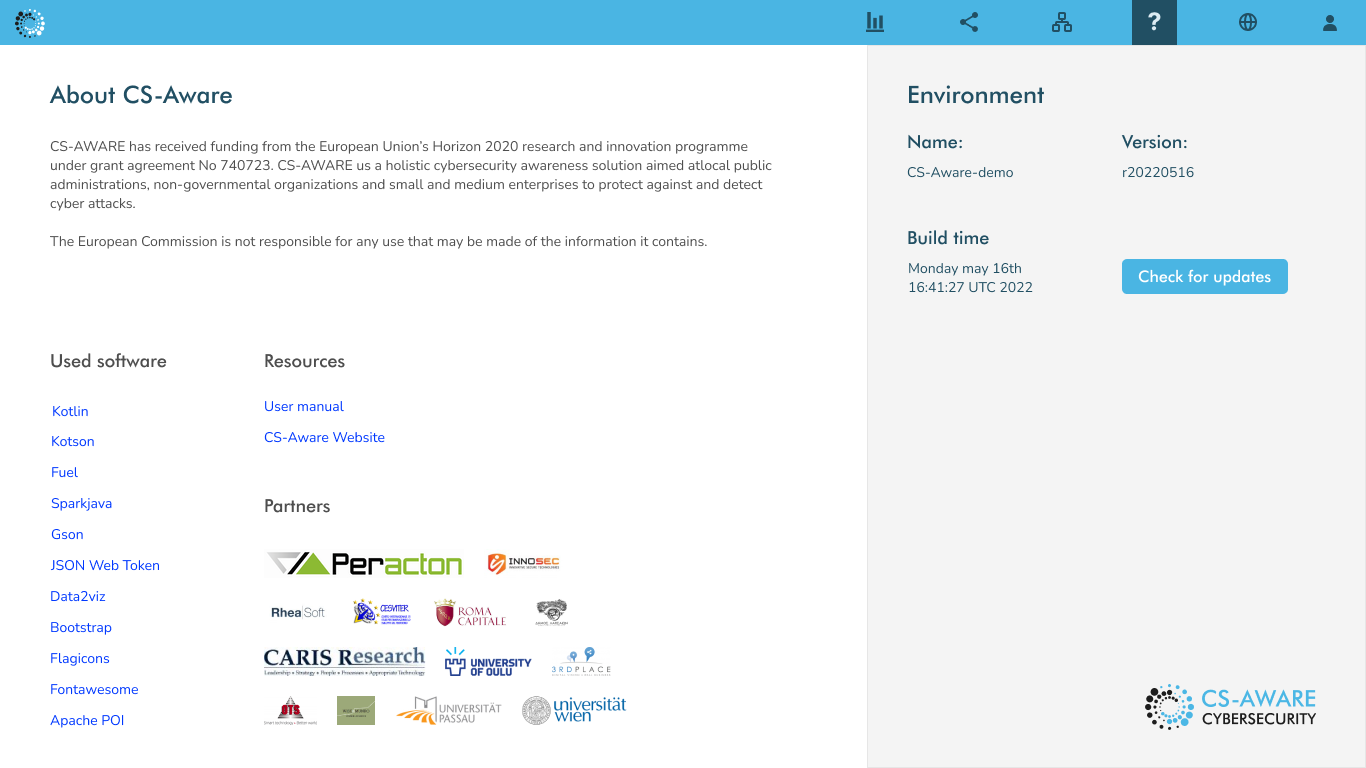 ?
About CS-Aware
CS-AWARE has received funding from the European Union's Horizon 2020 research and innovation programme
under grant agreement No 740723. CS-AWARE us a holistic cybersecurity awareness solution aimed atlocal public
administrations, non-governmental organizations and small and medium enterprises to protect against and detect
cyber attacks.
The European Commission is not responsible for any use that may be made of the information it contains.
Used software
Kotlin
Kotson
Fuel
Sparkjava
Gson
JSON Web Token
Data2viz
Bootstrap
Flagicons
Fontawesome
Apache POI
Resources
User manual
CS-Aware Website
Partners
Peracton
INNOSEC
INNOVATIVE SECURE TECHNOLOGIES
Rhea Soft
CESVITER
ROMA
CAPITALE
CARIS Research
Leadership • Strategy • People • Processes • Appropriate Technology
UNIVERSITY
OF OULU
3RDPLACE
BTS
UNIVERSITÄT
PASSAU
universität
wien
Environment
Name:
Version:
CS-Aware-demo
r20220516
Build time
Monday may 16th
16:41:27 UTC 2022
Check for updates
CS-AWARE
CYBERSECURITY